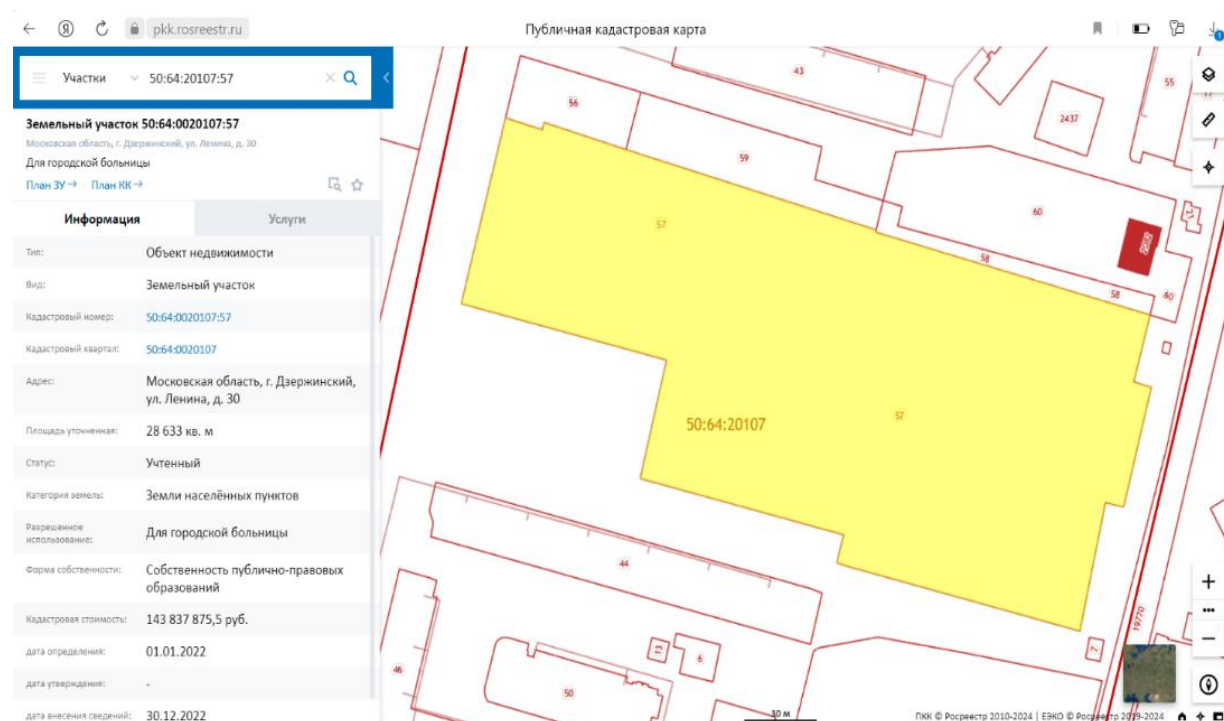 pkk.rosreestr.ru
Публичная кадастровая карта
Участки 50:64:20107:57
Земельный участок 50:64:0020107:57
Московская область, г. Дзержинский, ул. Ленина, д. 30
Для городской больницы
План ЗУ → План КК →
Информация Услуги
Тип: Объект недвижимости
Вид: Земельный участок
Кадастровый номер: 50:64:0020107:57
Кадастровый квартал: 50:64:0020107
Адрес: Московская область, г. Дзержинский,
ул. Ленина, д. 30
Площадь уточненная: 28 633 кв. м
Статус: Учтенный
Категория земель: Земли населённых пунктов
Разрешенное
использование: Для городской больницы
Форма собственности: Собственность публично-правовых
образований
Кадастровая стоимость: 143 837 875,5 руб.
дата определения: 01.01.2022
дата утверждения: -
дата внесения сведений: 30.12.2022
43
55
56
2437
59
60
57
58
58
60
57
50:64:20107
44
19770
13
6
7
46
50
30 м
ПКК © Росреестр 2010-2024 | ЕЭКО © Росреестр 2019-2024